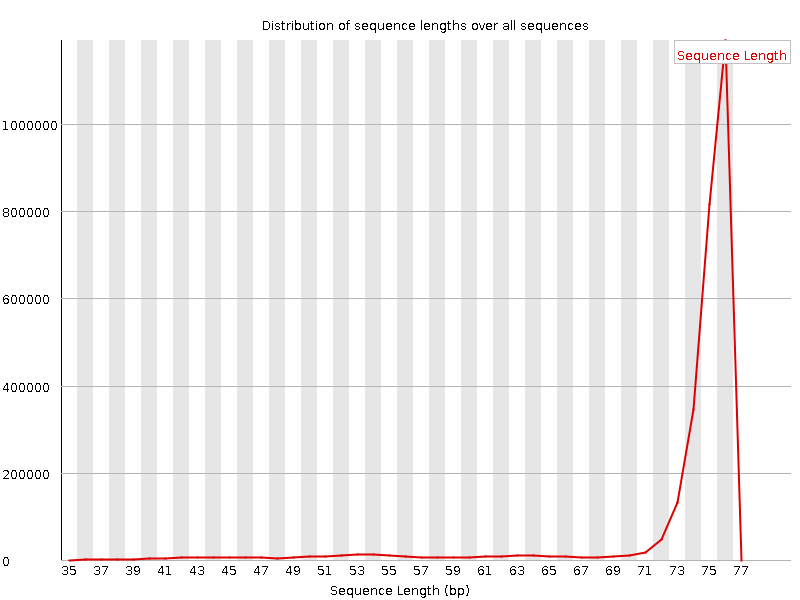 Distribution of sequence lengths over all sequences
Sequence Length
1000000
800000
600000
400000
200000
0
35 37 39 41 43 45 47 49 51 53 55 57 59 61 63 65 67 69 71 73 75 77
Sequence Length (bp)